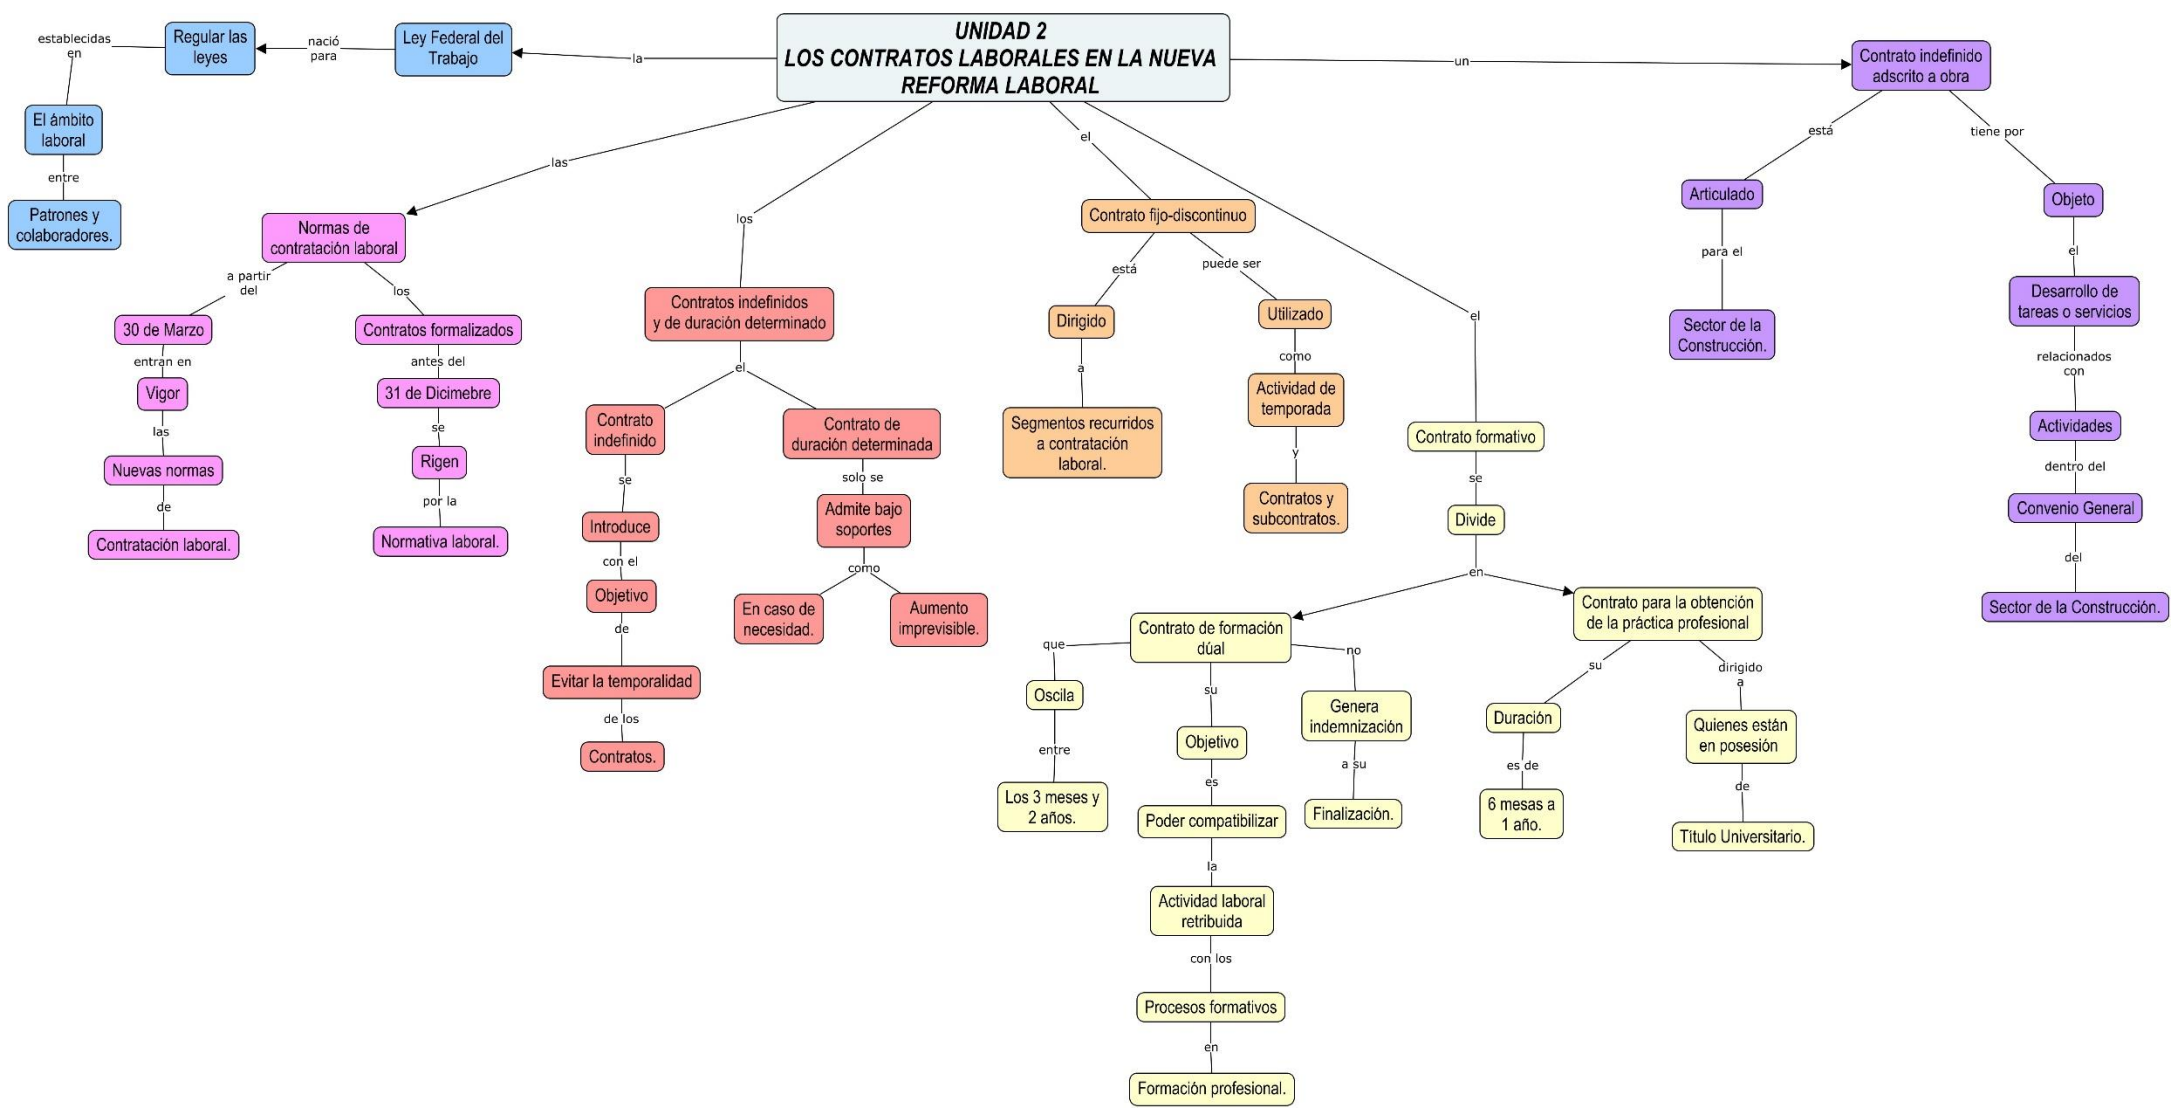 UNIDAD 2
LOS CONTRATOS LABORALES EN LA NUEVA
REFORMA LABORAL
la
Ley Federal del
Trabajo
nació
para
Regular las
leyes
establecidas
en
El ámbito
laboral
entre
Patrones y
colaboradores.
las
Normas de
contratación laboral
a partir
del
30 de Marzo
entran en
Vigor
las
Nuevas normas
de
Contratación laboral.
los
Contratos formalizados
antes del
31 de Dicimebre
se
Rigen
por la
Normativa laboral.
los
Contratos indefinidos
y de duración determinado
el
Contrato
indefinido
se
Introduce
con el
Objetivo
de
Evitar la temporalidad
de los
Contratos.
Contrato de
duración determinada
solo se
Admite bajo
soportes
como
En caso de
necesidad.
Aumento
imprevisible.
el
Contrato fijo-discontinuo
está
Dirigido
a
Segmentos recurridos
a contratación
laboral.
puede ser
Utilizado
como
Actividad de
temporada
y
Contratos y
subcontratos.
el
Contrato formativo
se
Divide
en
Contrato de formación
dúal
que
Oscila
entre
Los 3 meses y
2 años.
su
Objetivo
es
Poder compatibilizar
la
Actividad laboral
retribuida
con los
Procesos formativos
en
Formación profesional.
no
Genera
indemnización
a su
Finalización.
Contrato para la obtención
de la práctica profesional
su
Duración
es de
6 mesas a
1 año.
dirigido
a
Quienes están
en posesión
de
Titulo Universitario.
un
Contrato indefinido
adscrito a obra
está
Articulado
para el
Sector de la
Construcción.
tiene por
Objeto
el
Desarrollo de
tareas o servicios
relacionados
con
Actividades
dentro del
Convenio General
del
Sector de la Construcción.